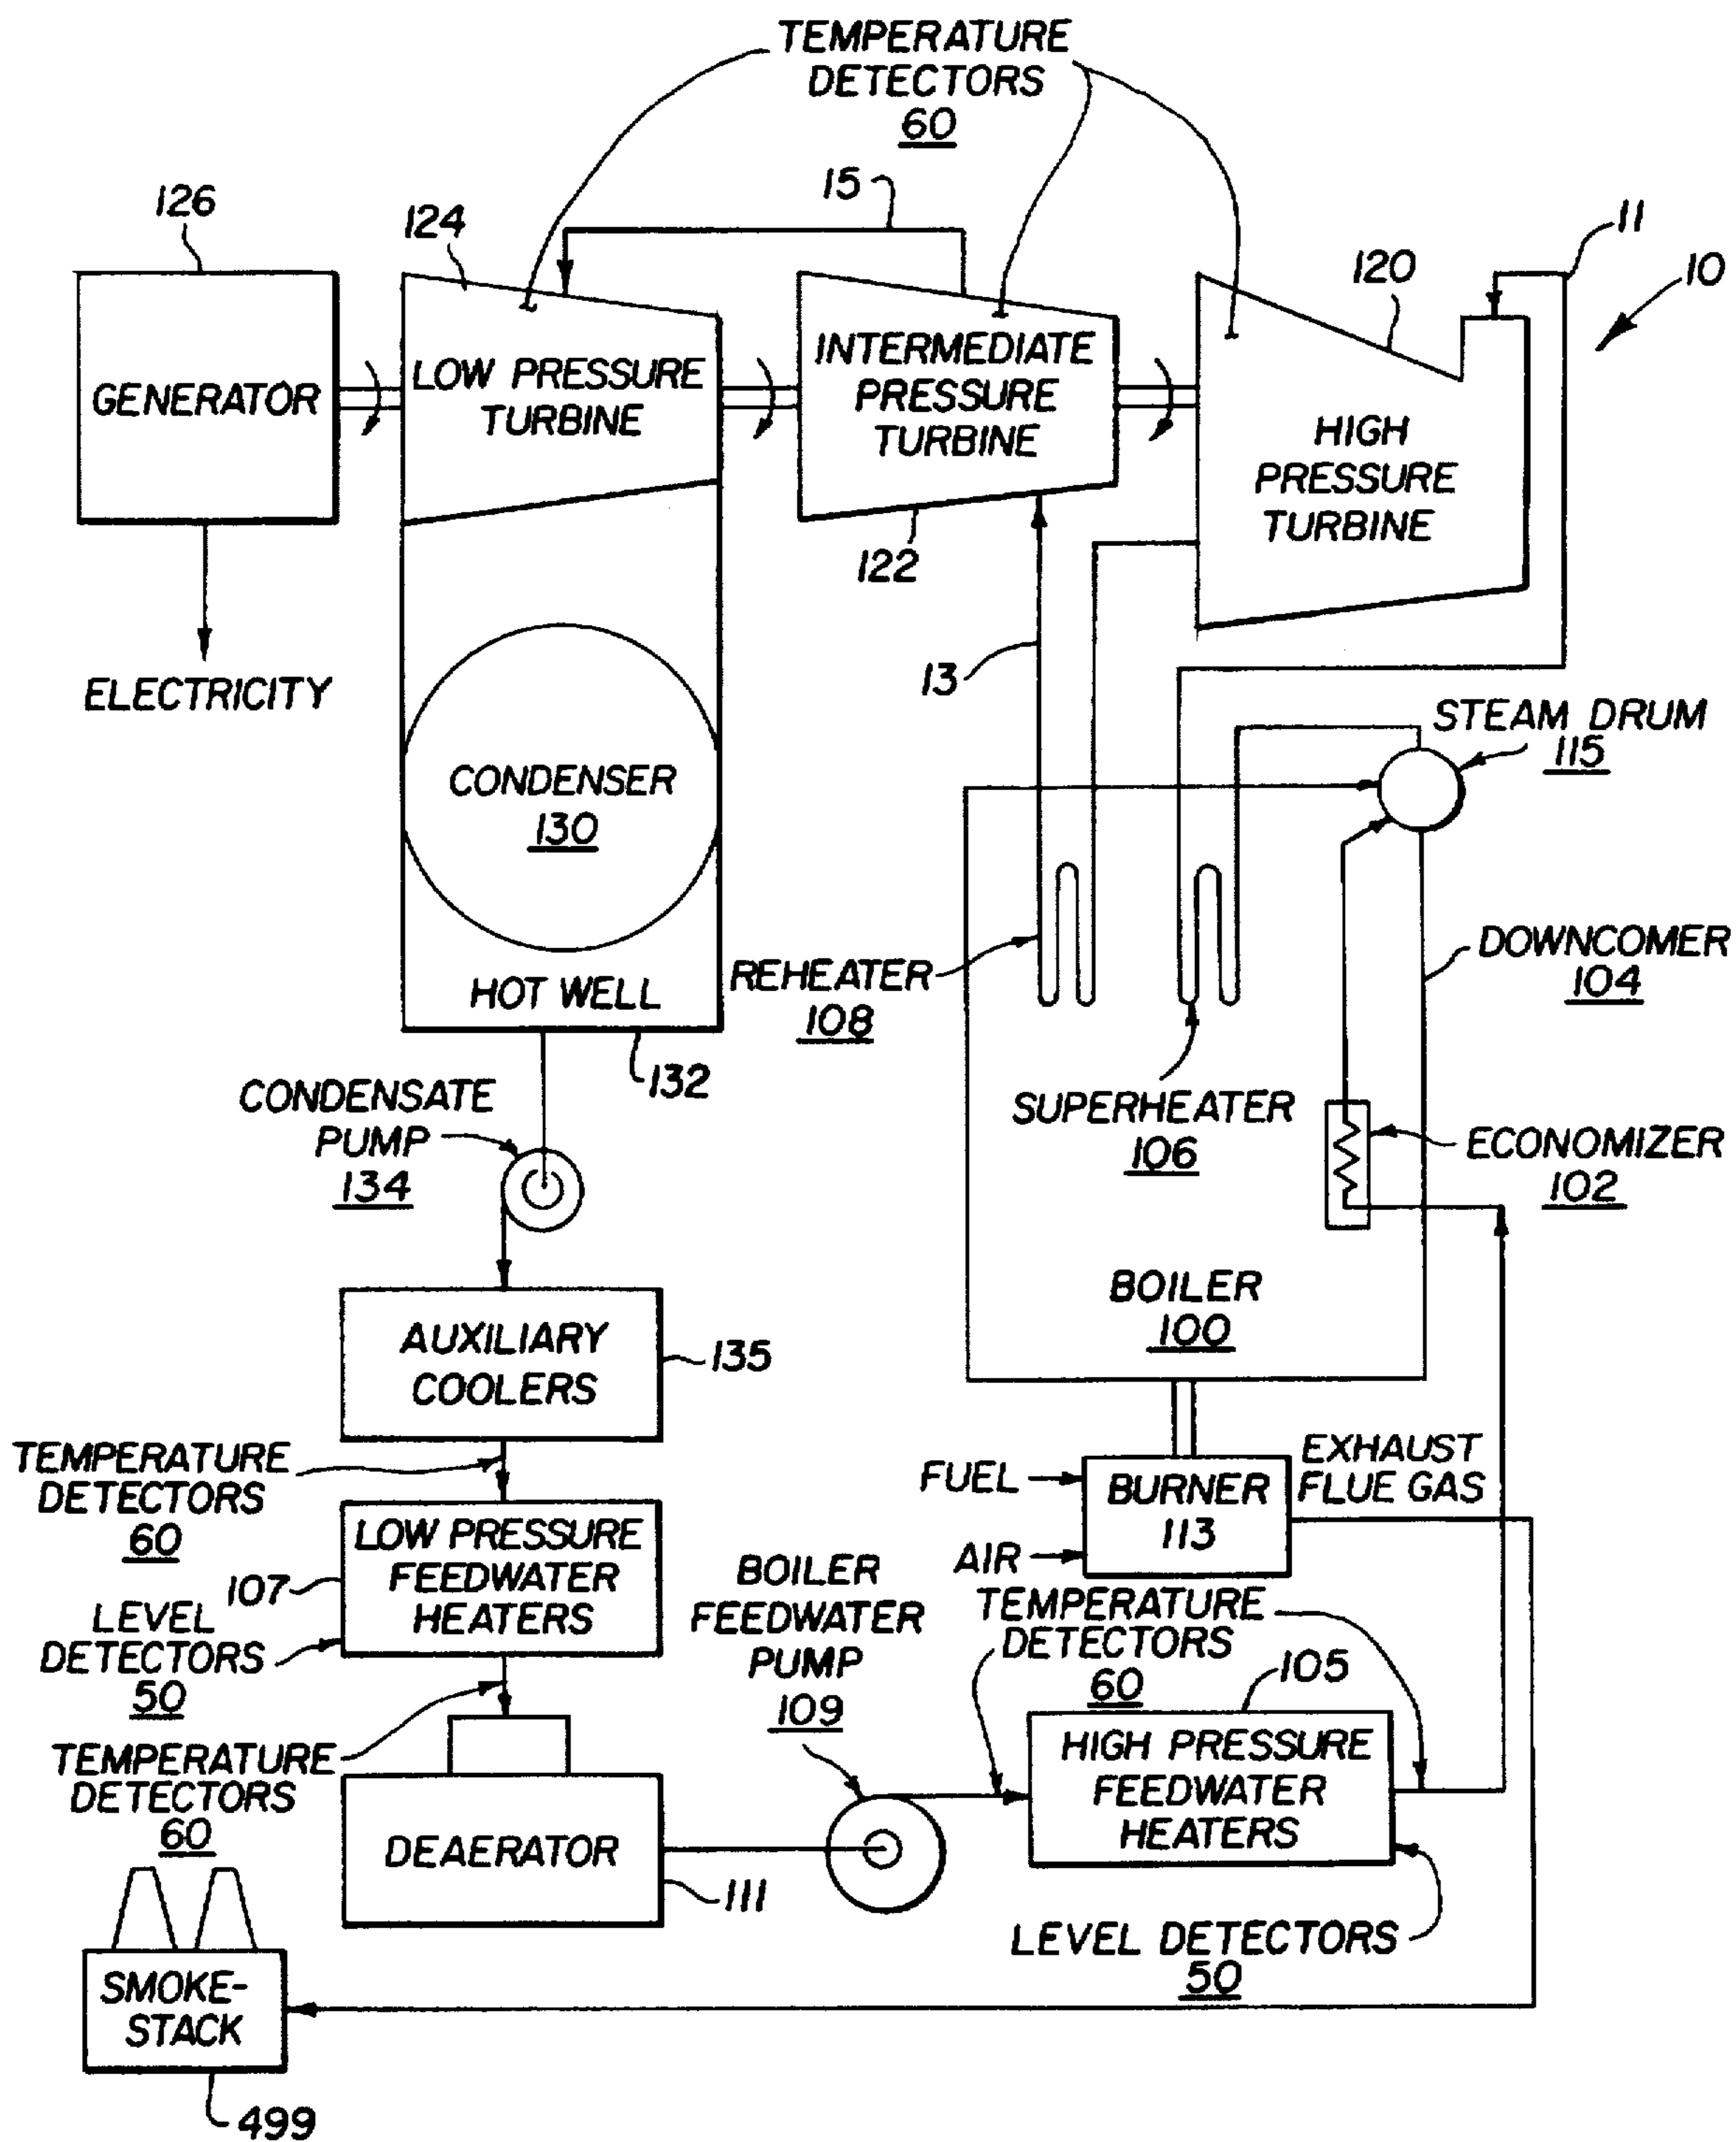 TEMPERATURE
DETECTORS
60
15
126
124
11
10
120
GENERATOR
LOW PRESSURE
TURBINE
INTERMEDIATE
PRESSURE
TURBINE
HIGH
PRESSURE
TURBINE
122
ELECTRICITY
13
STEAM DRUM
115
CONDENSER
130
REHEATER
108
DOWNCOMER
104
HOT WELL
132
CONDENSATE
PUMP
134
SUPERHEATER
106
ECONOMIZER
102
BOILER
100
AUXILIARY
COOLERS
135
TEMPERATURE
DETECTORS
60
FUEL
BURNER
113
EXHAUST
FLUE GAS
AIR
LOW PRESSURE
FEEDWATER
HEATERS
107
LEVEL
DETECTORS
50
BOILER
FEEDWATER
PUMP
109
TEMPERATURE
DETECTORS
60
105
TEMPERATURE
DETECTORS
60
HIGH PRESSURE
FEEDWATER
HEATERS
DEAERATOR
111
LEVEL DETECTORS
50
SMOKE-
STACK
499